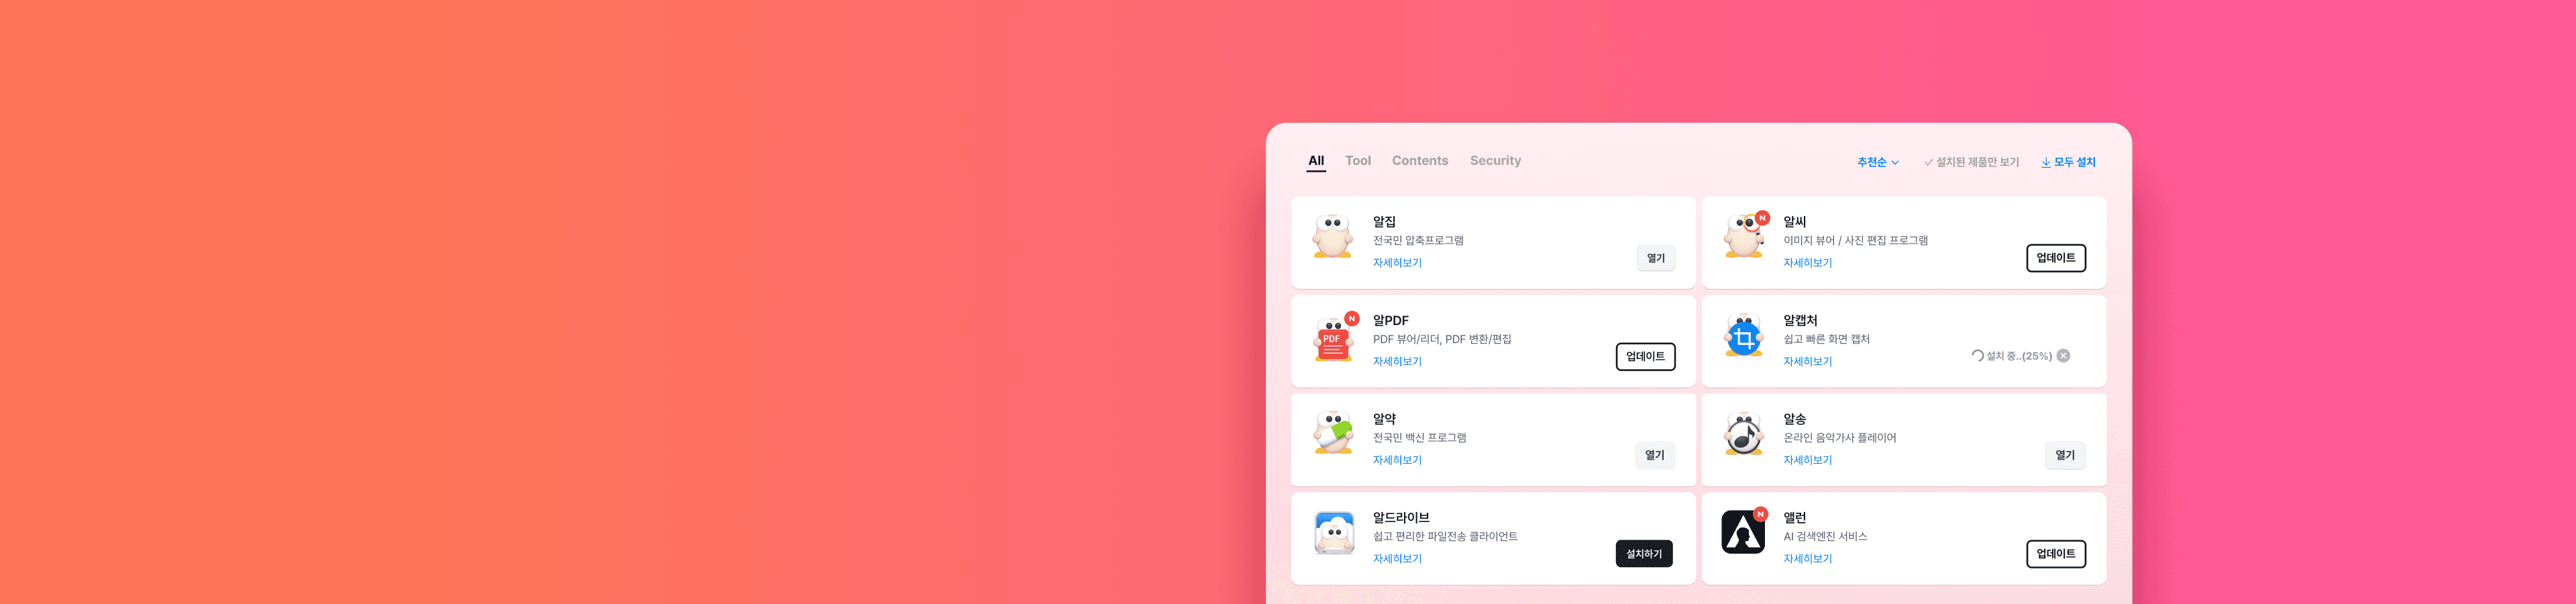 All Tool Contents Security 추천순 설치된 제품만 보기 모두 설치
알집
전국민 압축프로그램
자세히보기
열기
N
알씨
이미지 뷰어 / 사진 편집 프로그램
자세히보기
업데이트
N
PDF
알PDF
PDF 뷰어/리더, PDF 변환/편집
자세히보기
업데이트
알캡처
쉽고 빠른 화면 캡처
자세히보기
설치 중..(25%)
알약
전국민 백신 프로그램
자세히보기
열기
알송
온라인 음악가사 플레이어
자세히보기
열기
알드라이브
쉽고 편리한 파일전송 클라이언트
자세히보기
설치하기
N
앨런
AI 검색엔진 서비스
자세히보기
업데이트